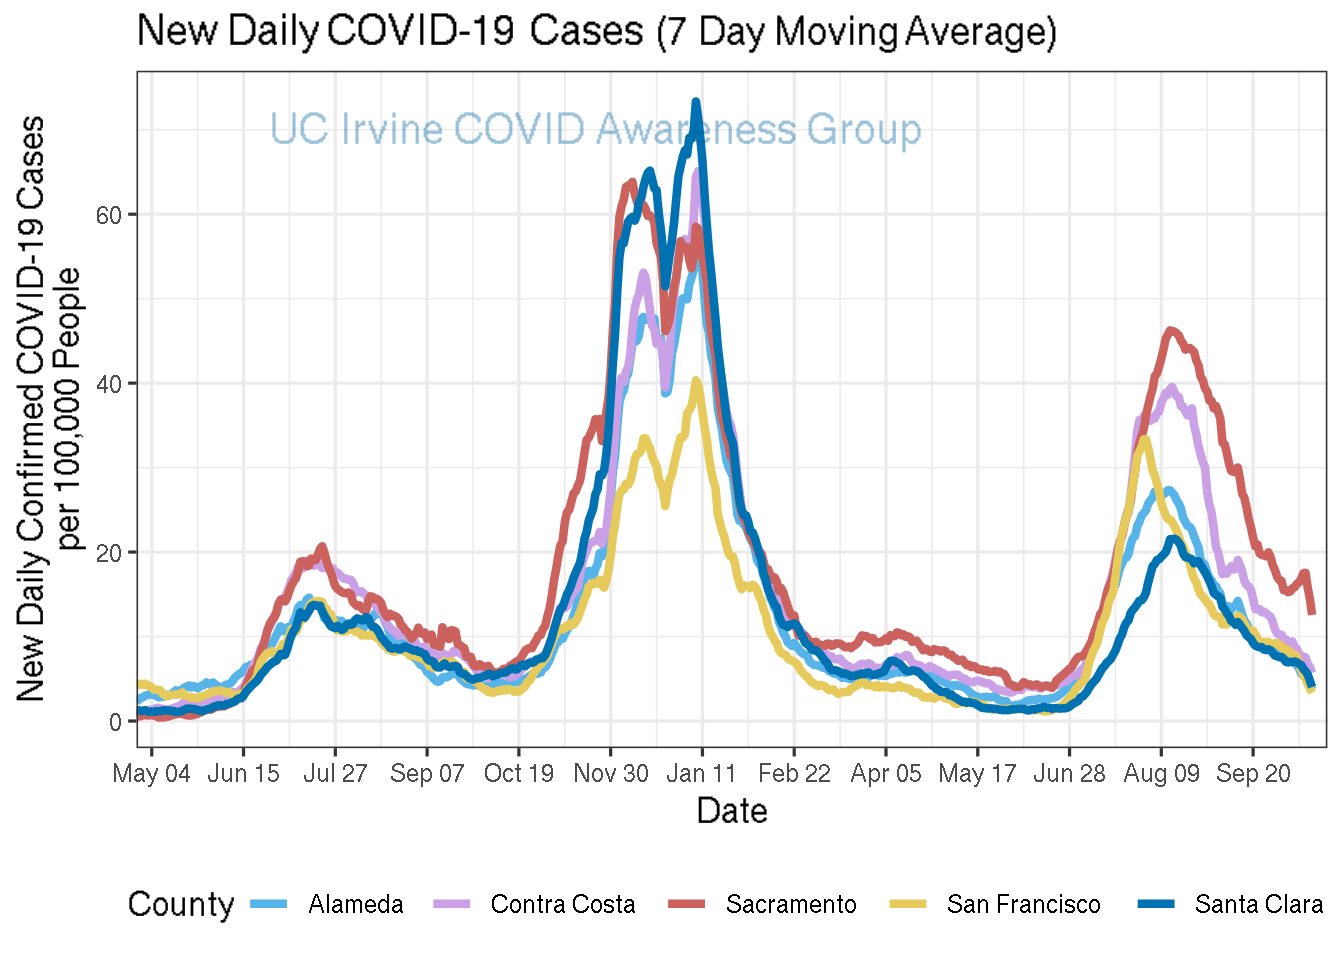 New Daily COVID-19 Cases (7 Day Moving Average)
UC Irvine COVID Awareness Group
New Daily Confirmed COVID-19 Cases
per 100,000 People
60
40
20
0
May 04 Jun 15 Jul 27 Sep 07 Oct 19 Nov 30 Jan 11 Feb 22 Apr 05 May 17 Jun 28 Aug 09 Sep 20
Date
County Alameda Contra Costa Sacramento San Francisco Santa Clara